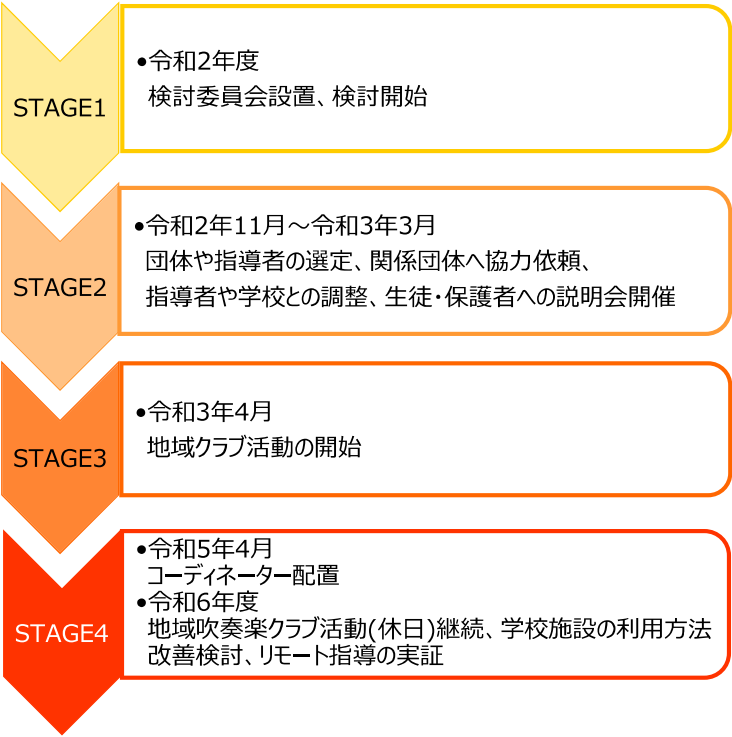 STAGE1
•令和2年度
検討委員会設置、検討開始
STAGE2
•令和2年11月～令和3年3月
団体や指導者の選定、関係団体へ協力依頼、
指導者や学校との調整、生徒・保護者への説明会開催
STAGE3
•令和3年4月
地域クラブ活動の開始
STAGE4
•令和5年4月
コーディネーター配置
•令和6年度
地域吹奏楽クラブ活動(休日)継続、学校施設の利用方法
改善検討、リモート指導の実証